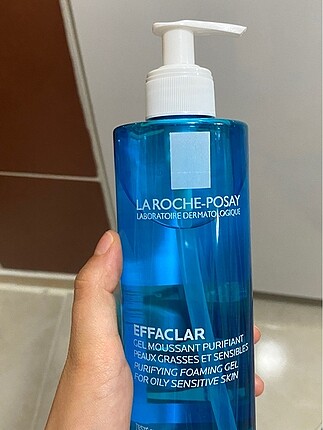 LA ROCHE-POSAY
LABORATOIRE DERMATOLOGIQUE
EFFACLAR
GEL MOUSSANT PURIFIANT
PEAUX GRASSES ET SENSIBLES
PURIFYING FOAMING GEL
FOR OILY SENSITIVE SKIN